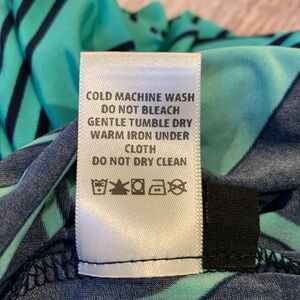 COLD MACHINE WASH
DO NOT BLEACH
GENTLE TUMBLE DRY
WARM IRON UNDER
CLOTH
DO NOT DRY CLEAN